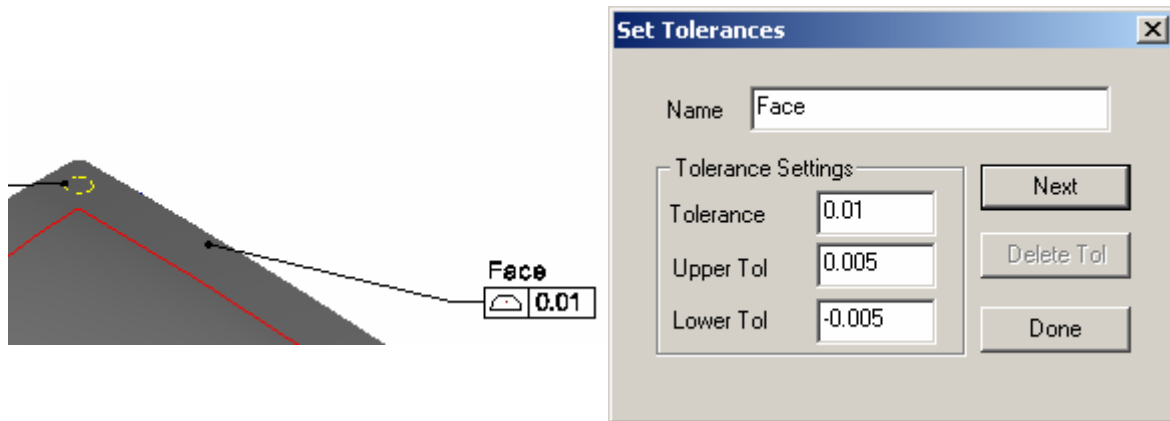 Face
0.01
Set Tolerances
Name Face
Tolerance Settings
Tolerance 0.01
Upper Tol 0.005
Lower Tol -0.005
Next
Delete Tol
Done